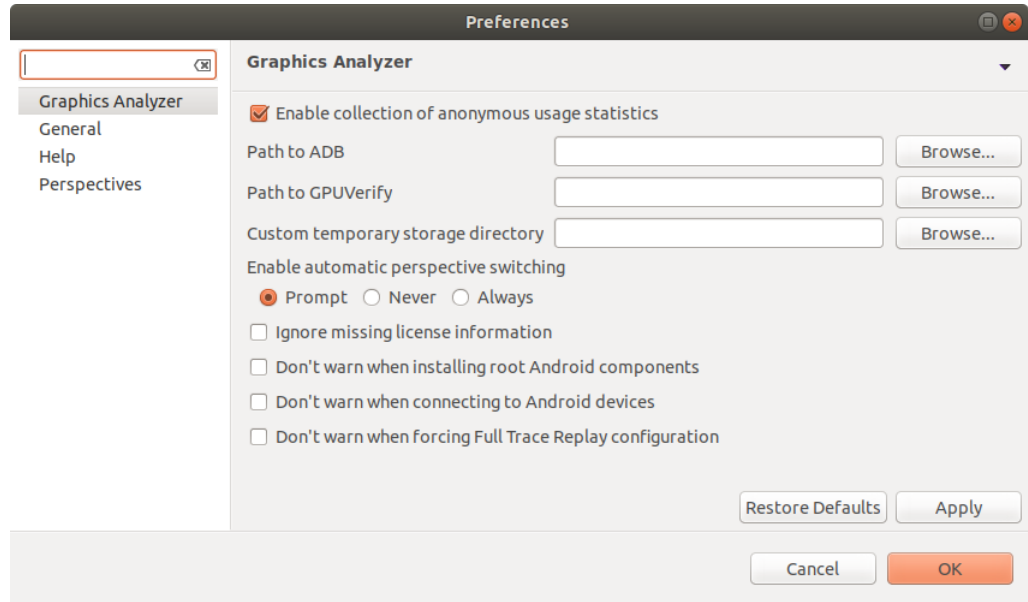 Preferences
Graphics Analyzer
General
Help
Perspectives
Graphics Analyzer
Enable collection of anonymous usage statistics
Path to ADB Browse...
Path to GPUVerify Browse...
Custom temporary storage directory Browse...
Enable automatic perspective switching
Prompt Never Always
Ignore missing license information
Don't warn when installing root Android components
Don't warn when connecting to Android devices
Don't warn when forcing Full Trace Replay configuration
Restore Defaults Apply
Cancel OK